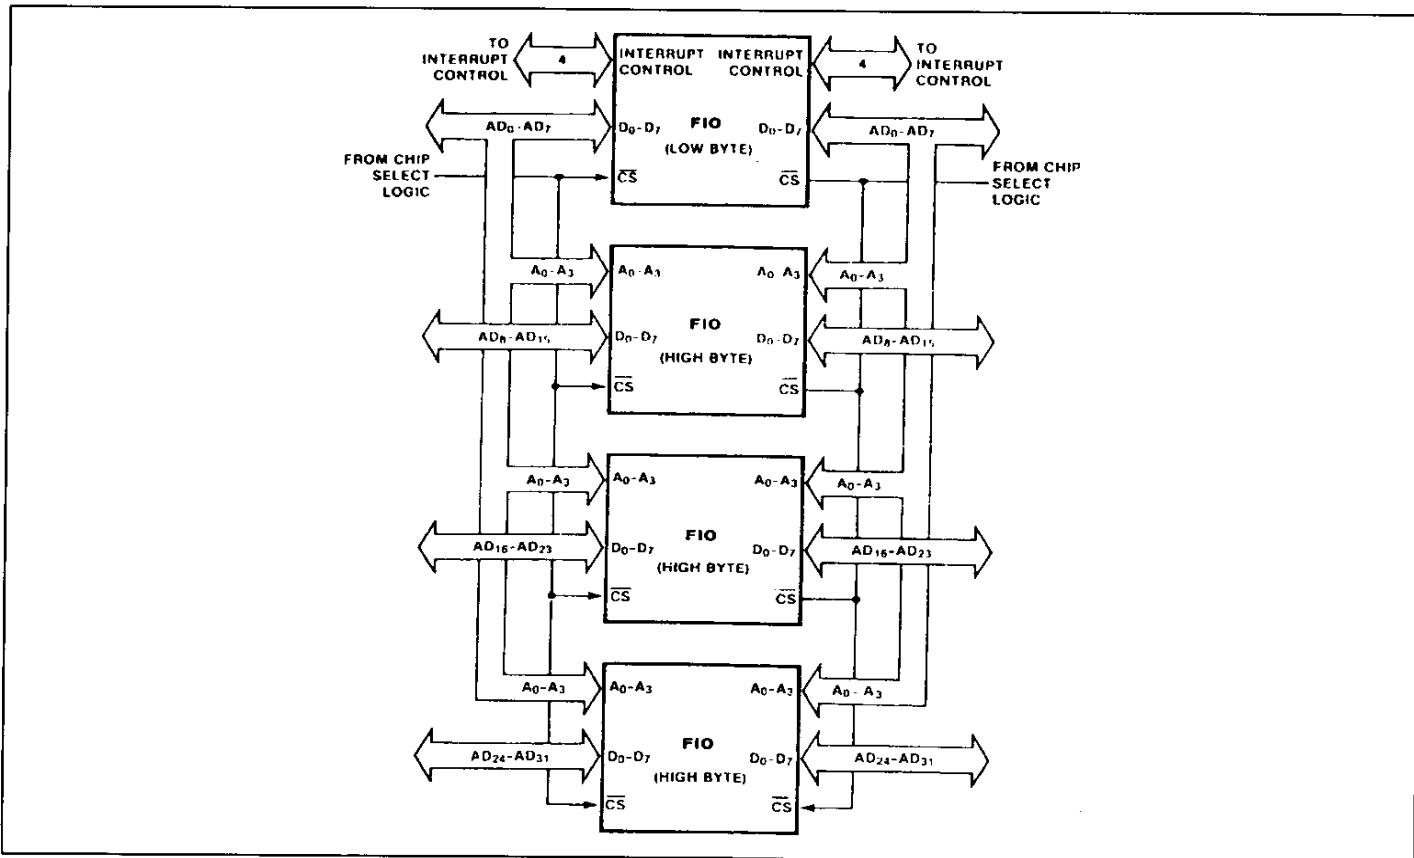 TO
INTERRUPT
CONTROL
4
INTERRUPT CONTROL
INTERRUPT CONTROL
4
TO
INTERRUPT
CONTROL
AD0-AD7
D0-D7
FIO
(LOW BYTE)
D0-D7
AD0-AD7
FROM CHIP
SELECT
LOGIC
CS
CS
FROM CHIP
SELECT
LOGIC
A0-A3
A0-A3
A0-A3
A0-A3
AD8-AD15
D0-D7
FIO
(HIGH BYTE)
D0-D7
AD8-AD15
CS
CS
A0-A3
A0-A3
A0-A3
A0-A3
AD16-AD23
D0-D7
FIO
(HIGH BYTE)
D0-D7
AD16-AD23
CS
CS
A0-A3
A0-A3
A0-A3
A0-A3
AD24-AD31
D0-D7
FIO
(HIGH BYTE)
D0-D7
AD24-AD31
CS
CS